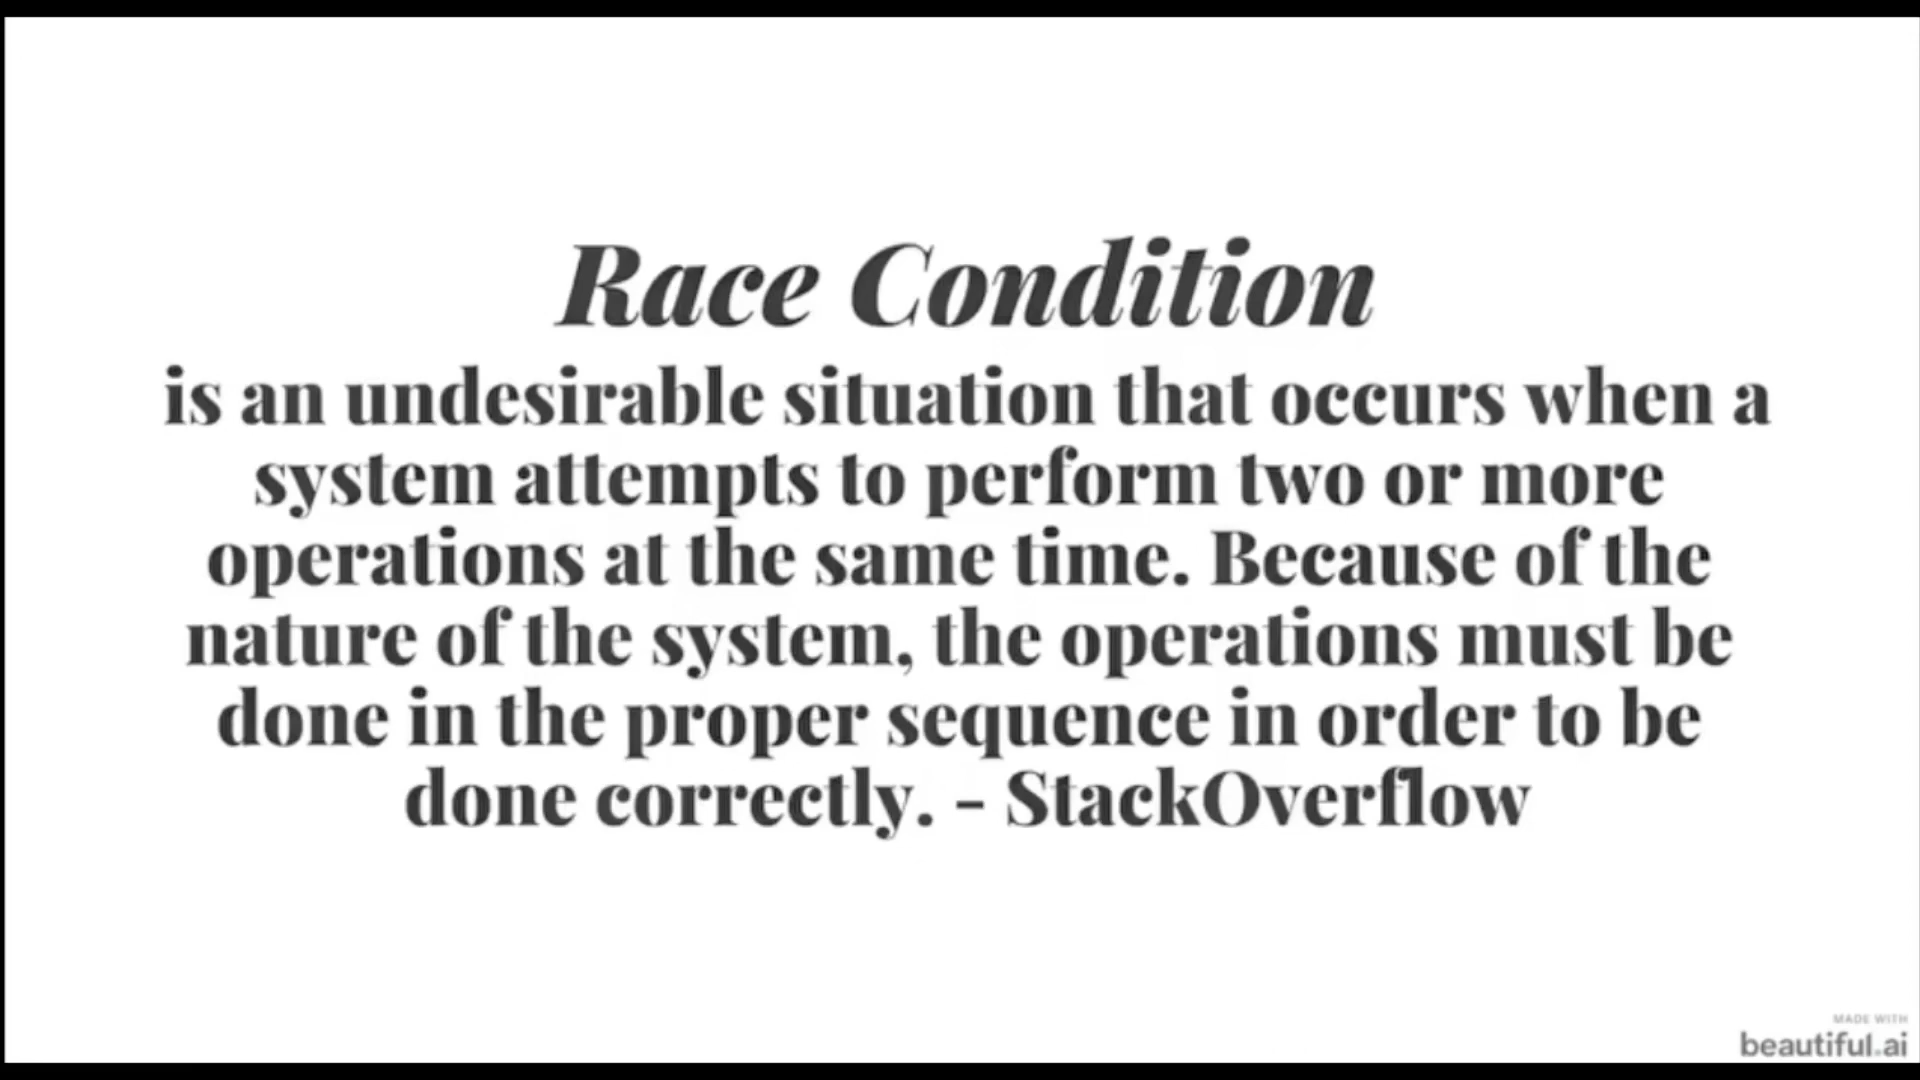 Race Condition
is an undesirable situation that occurs when a
system attempts to perform two or more
operations at the same time. Because of the
nature of the system, the operations must be
done in the proper sequence in order to be
done correctly. - StackOverflow
MADE WITH
beautiful.ai